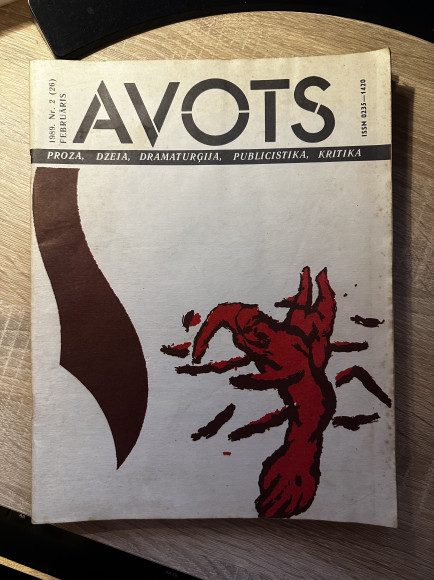 1989. Nr. 2 (26)
FEBRUĀRIS
AVOTS
ISSN 0235—1420
PROZA, DZEJA, DRAMATURĢIJA, PUBLICISTIKA, KRITIKA